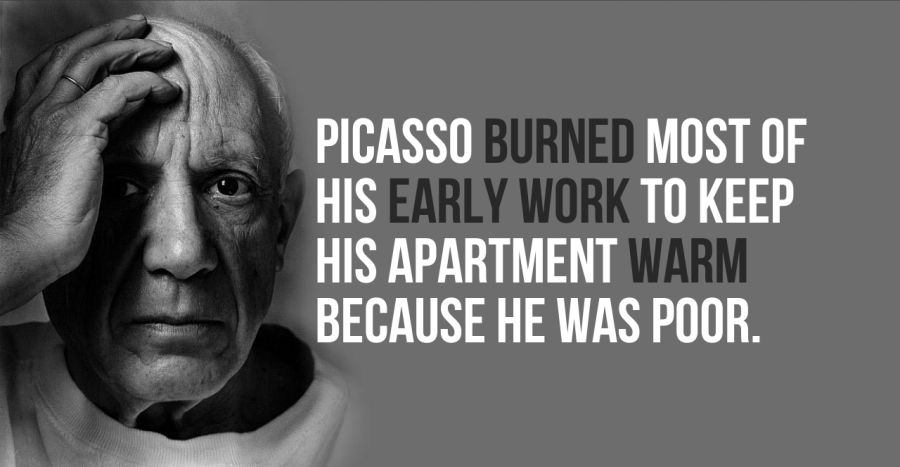 PICASSO BURNED MOST OF
HIS EARLY WORK TO KEEP
HIS APARTMENT WARM
BECAUSE HE WAS POOR.